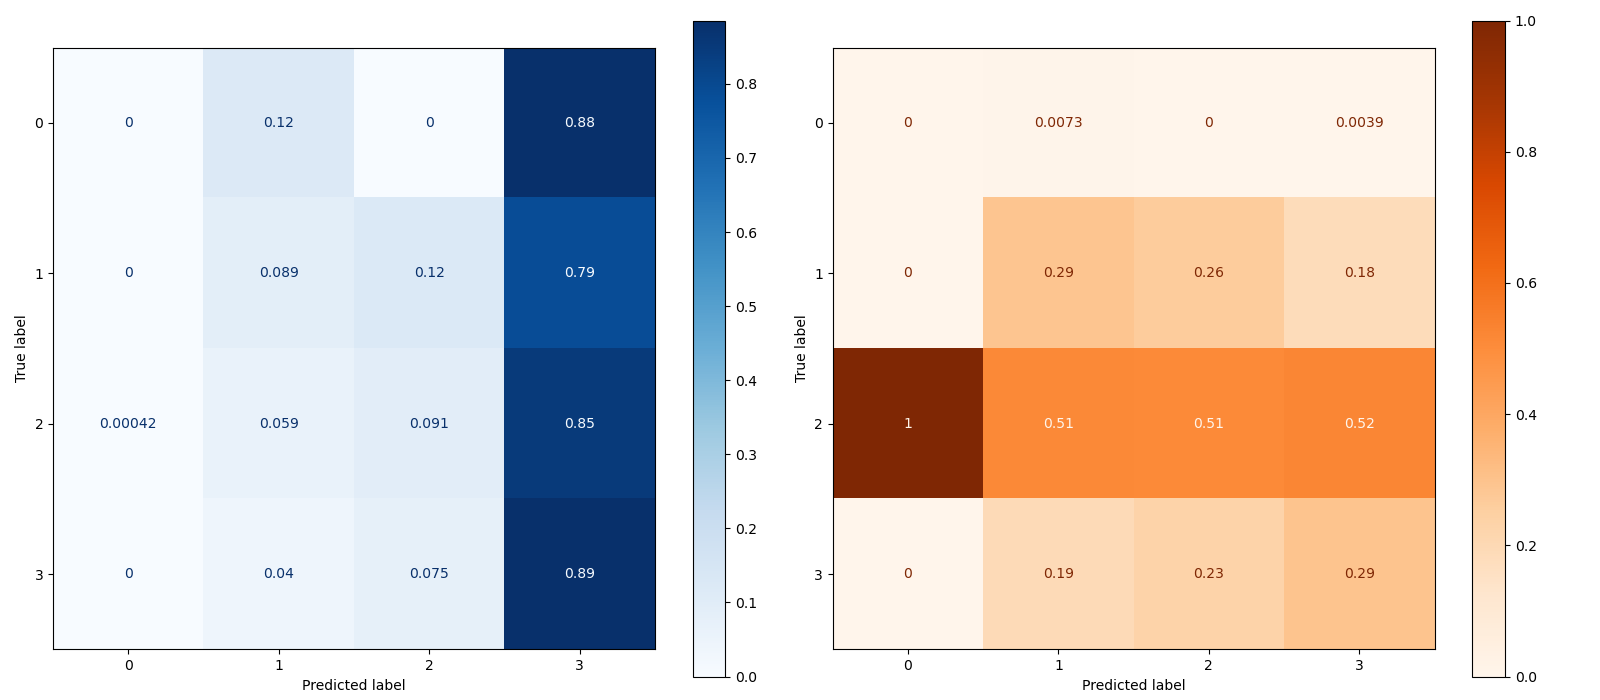 0 0 0.12 0 0.88
1 0 0.089 0.12 0.79
2 0.00042 0.059 0.091 0.85
3 0 0.04 0.075 0.89
0 1 2 3
True label
Predicted label
0.8
0.7
0.6
0.5
0.4
0.3
0.2
0.1
0.0
0 0 0.0073 0 0.0039
1 0 0.29 0.26 0.18
2 1 0.51 0.51 0.52
3 0 0.19 0.23 0.29
0 1 2 3
True label
Predicted label
1.0
0.8
0.6
0.4
0.2
0.0